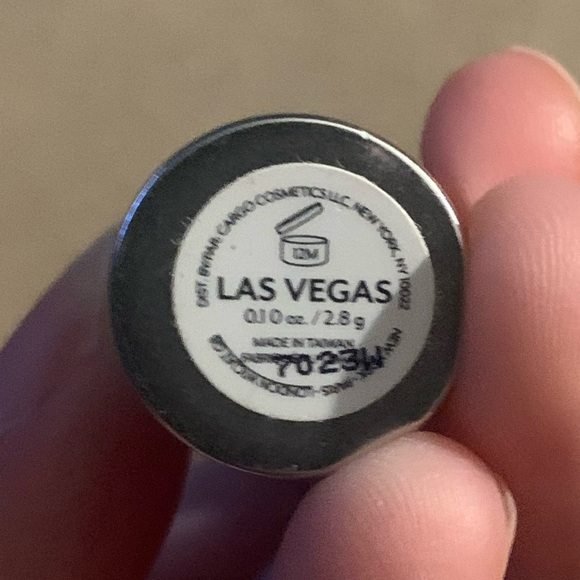 DIST. BY/PAR: CARGO COSMETICS LLC, NEW YORK, NY 10022
12M
LAS VEGAS
0.10 oz. / 2.8 g
MADE IN TAIWAN
7023W